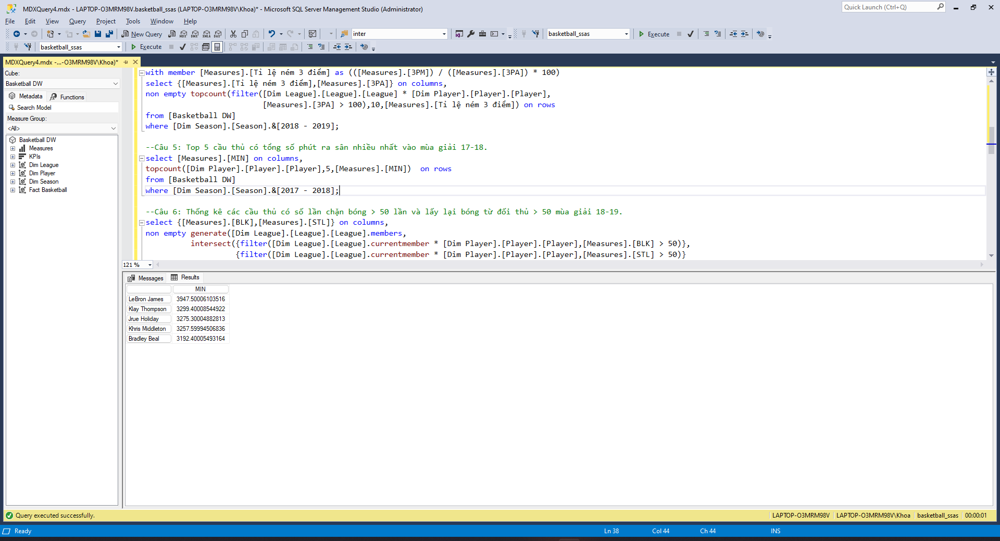 MDXQuery4.mdx - LAPTOP-O3MRM98V.basketball_ssas (LAPTOP-O3MRM98V\Khoa)* - Microsoft SQL Server Management Studio (Administrator)
Quick Launch (Ctrl+Q)
File Edit View Query Project Tools Window Help
New Query MDX DMX XMLA DAX inter basketball_ssas Execute
basketball_ssas Execute
MDXQuery4.mdx -...-O3MRM98V\Khoa)*
Cube:
Basketball DW
Metadata Functions
Search Model
Measure Group:
<All>
Basketball DW
Measures
KPIs
Dim League
Dim Player
Dim Season
Fact Basketball
with member [Measures].[Tỉ lệ ném 3 điểm] as (([Measures].[3PM]) / ([Measures].[3PA]) * 100)
select {[Measures].[Tỉ lệ ném 3 điểm],[Measures].[3PA]} on columns,
non empty topcount(filter([Dim League].[League].[League] * [Dim Player].[Player].[Player],
[Measures].[3PA] > 100),10,[Measures].[Tỉ lệ ném 3 điểm]) on rows
from [Basketball DW]
where [Dim Season].[Season].&[2018 - 2019];
--Câu 5: Top 5 cầu thủ có tổng số phút ra sân nhiều nhất vào mùa giải 17-18.
select [Measures].[MIN] on columns,
topcount([Dim Player].[Player].[Player],5,[Measures].[MIN])  on rows
from [Basketball DW]
where [Dim Season].[Season].&[2017 - 2018];
--Câu 6: Thống kê các cầu thủ có số lần chặn bóng > 50 lần và lấy lại bóng từ đối thủ > 50 mùa giải 18-19.
select {[Measures].[BLK],[Measures].[STL]} on columns,
non empty generate([Dim League].[League].[League].members,
intersect({filter([Dim League].[League].currentmember * [Dim Player].[Player].[Player],[Measures].[BLK] > 50)},
{filter([Dim League].[League].currentmember * [Dim Player].[Player].[Player],[Measures].[STL] > 50)}
121 %
Messages Results
MIN
LeBron James 3947.50006103516
Klay Thompson 3299.40008544922
Jrue Holiday 3275.30004882813
Khris Middleton 3257.59994506836
Bradley Beal 3192.40005493164
Query executed successfully.
LAPTOP-O3MRM98V LAPTOP-O3MRM98V\Khoa basketball_ssas 00:00:01
Ready Ln 38 Col 44 Ch 44 INS